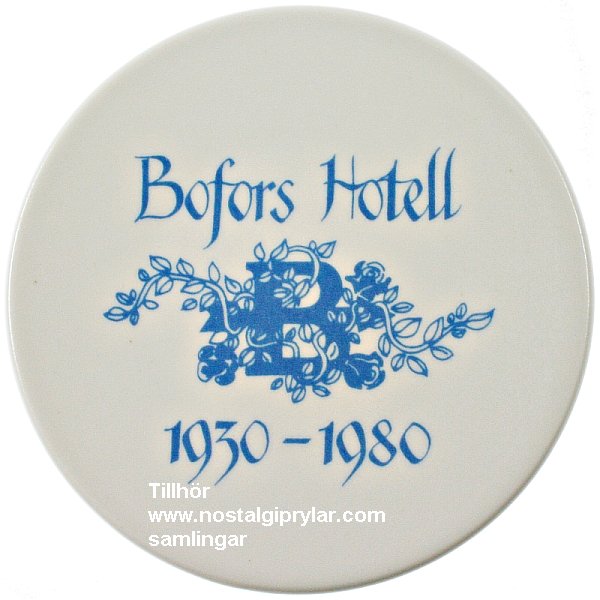 Bofors Hotell
B
1930 - 1980
Tillhör
www.nostalgiprylar.com
samlingar